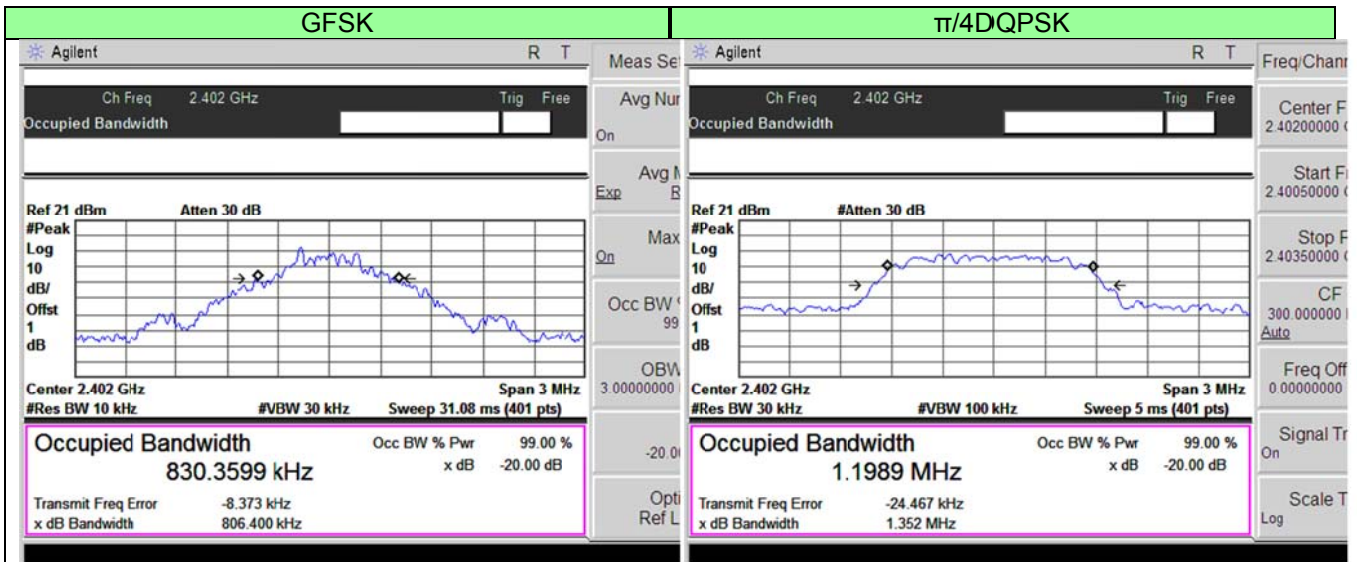 GFSK
π/4DQPSK
Agilent R T
Ch Freq 2.402 GHz Trig Free
Occupied Bandwidth
Ref 21 dBm Atten 30 dB
#Peak
Log
10
dB/
Offst
1
dB
Center 2.402 GHz Span 3 MHz
#Res BW 10 kHz #VBW 30 kHz Sweep 31.08 ms (401 pts)
Occupied Bandwidth Occ BW % Pwr 99.00 %
830.3599 kHz x dB -20.00 dB
Transmit Freq Error -8.373 kHz
x dB Bandwidth 806.400 kHz
Meas Se
Avg Nur
On
Avg
Exp
Max
On
Occ BW
99
OBW
3.00000000
-20.0
Opti
Ref L
Agilent R T
Ch Freq 2.402 GHz Trig Free
Occupied Bandwidth
Ref 21 dBm #Atten 30 dB
#Peak
Log
10
dB/
Offst
1
dB
Center 2.402 GHz Span 3 MHz
#Res BW 30 kHz #VBW 100 kHz Sweep 5 ms (401 pts)
Occupied Bandwidth Occ BW % Pwr 99.00 %
1.1989 MHz x dB -20.00 dB
Transmit Freq Error -24.467 kHz
x dB Bandwidth 1.352 MHz
Freq/Chann
Center F
2.40200000
Start F
2.40050000
Stop F
2.40350000
CF
300.000000
Auto
Freq Off
0.00000000
Signal Tr
On
Scale T
Log